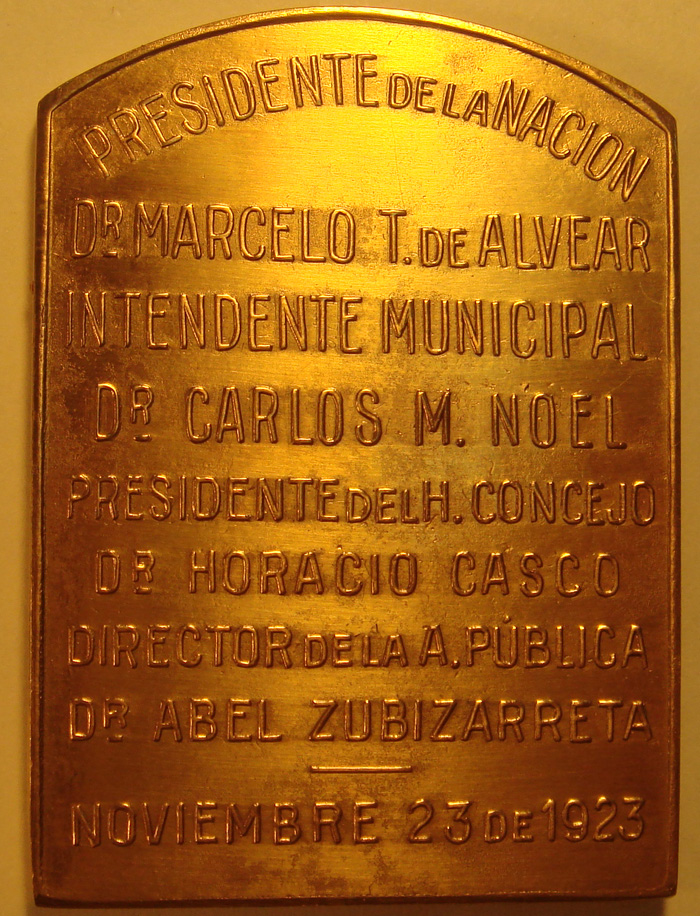 PRESIDENTE DE LA NACION
DR MARCELO T. DE ALVEAR
INTENDENTE MUNICIPAL
DR CARLOS M. NOEL
PRESIDENTE DEL H. CONCEJO
DR HORACIO CASCO
DIRECTOR DE LA A. PÚBLICA
DR ABEL ZUBIZARRETA
NOVIEMBRE 23 DE 1923